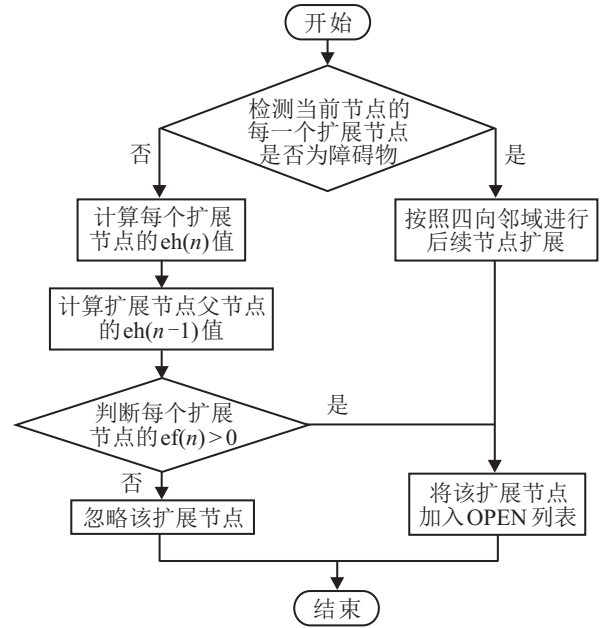 开始
检测当前节点的
每一个扩展节点
是否为障碍物
否
是
计算每个扩展
节点的eh(n)值
按照四向邻域进行
后续节点扩展
计算扩展节点父节点
的eh(n-1)值
判断每个扩展
节点的ef(n)>0
是
否
忽略该扩展节点
将该扩展节点
加入OPEN列表
结束